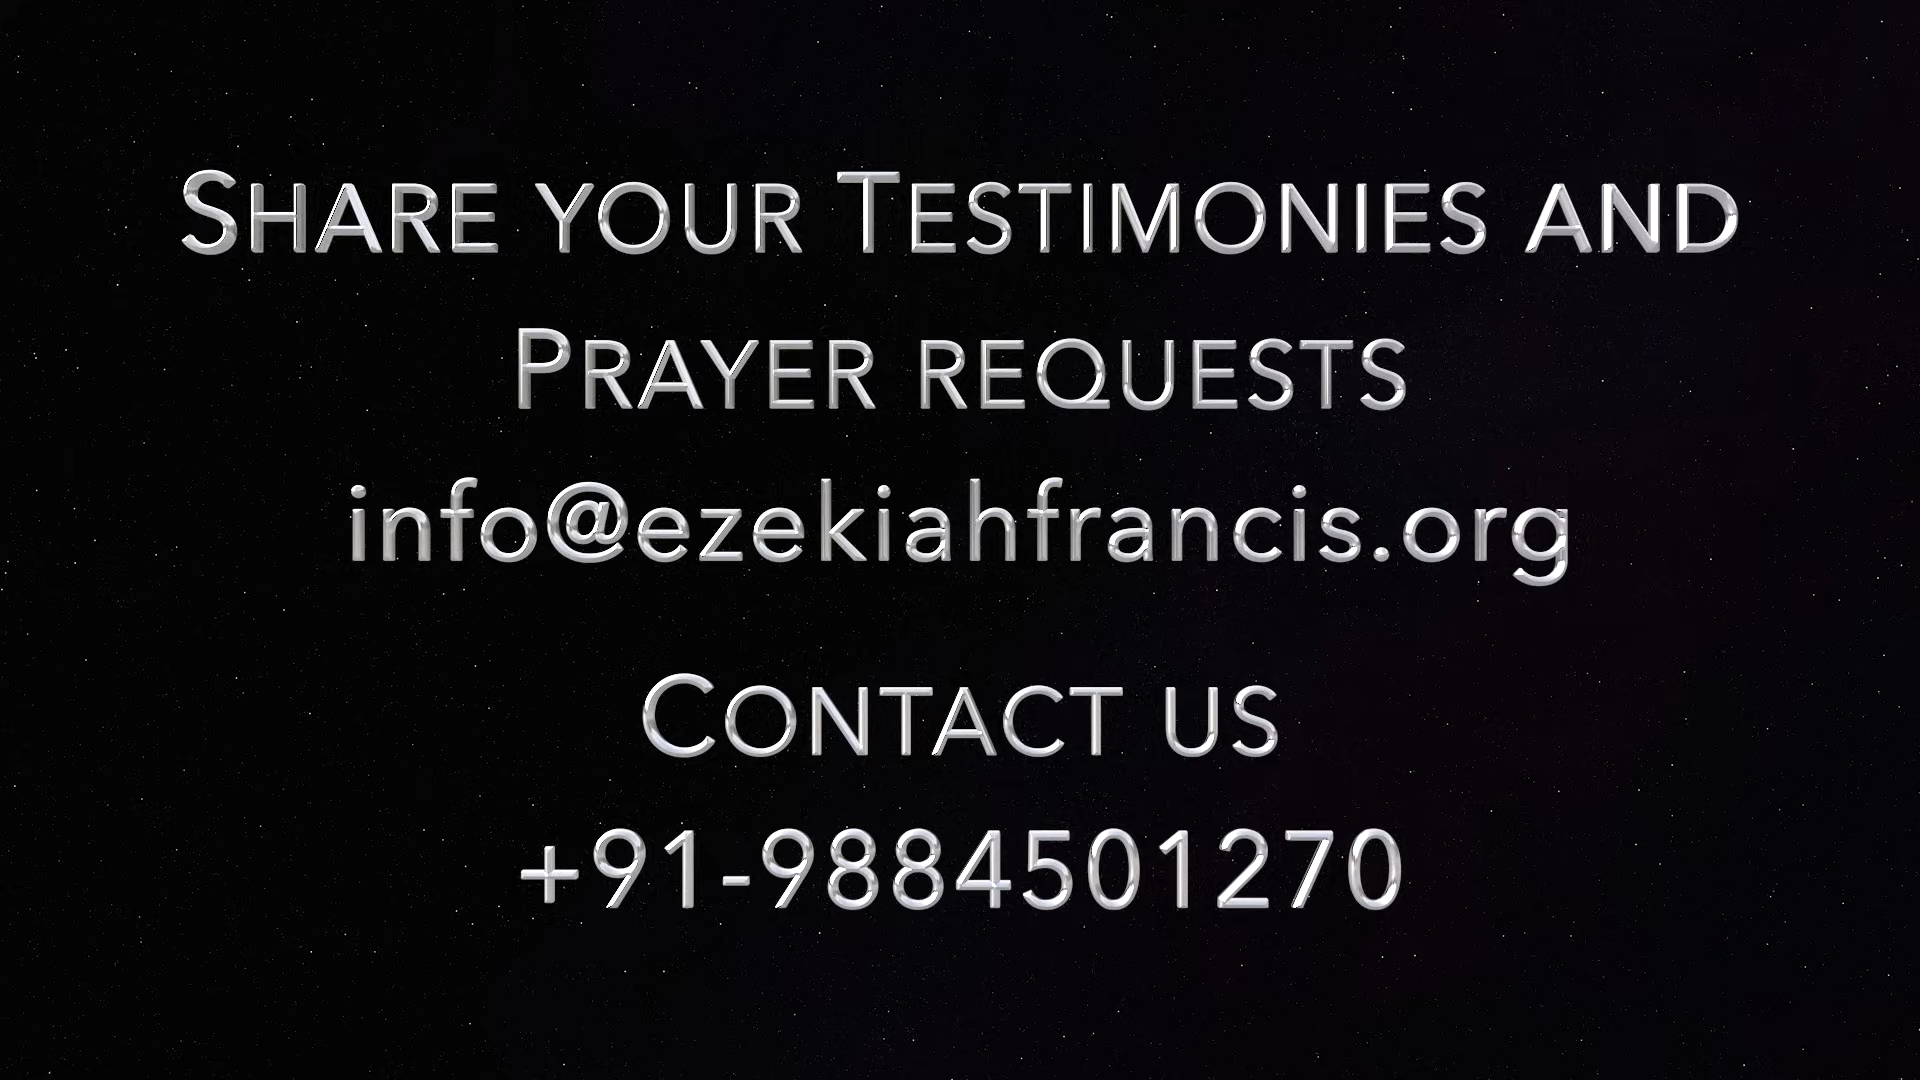 Share your Testimonies and
Prayer requests
info@ezekiahfrancis.org
Contact us
+91-9884501270